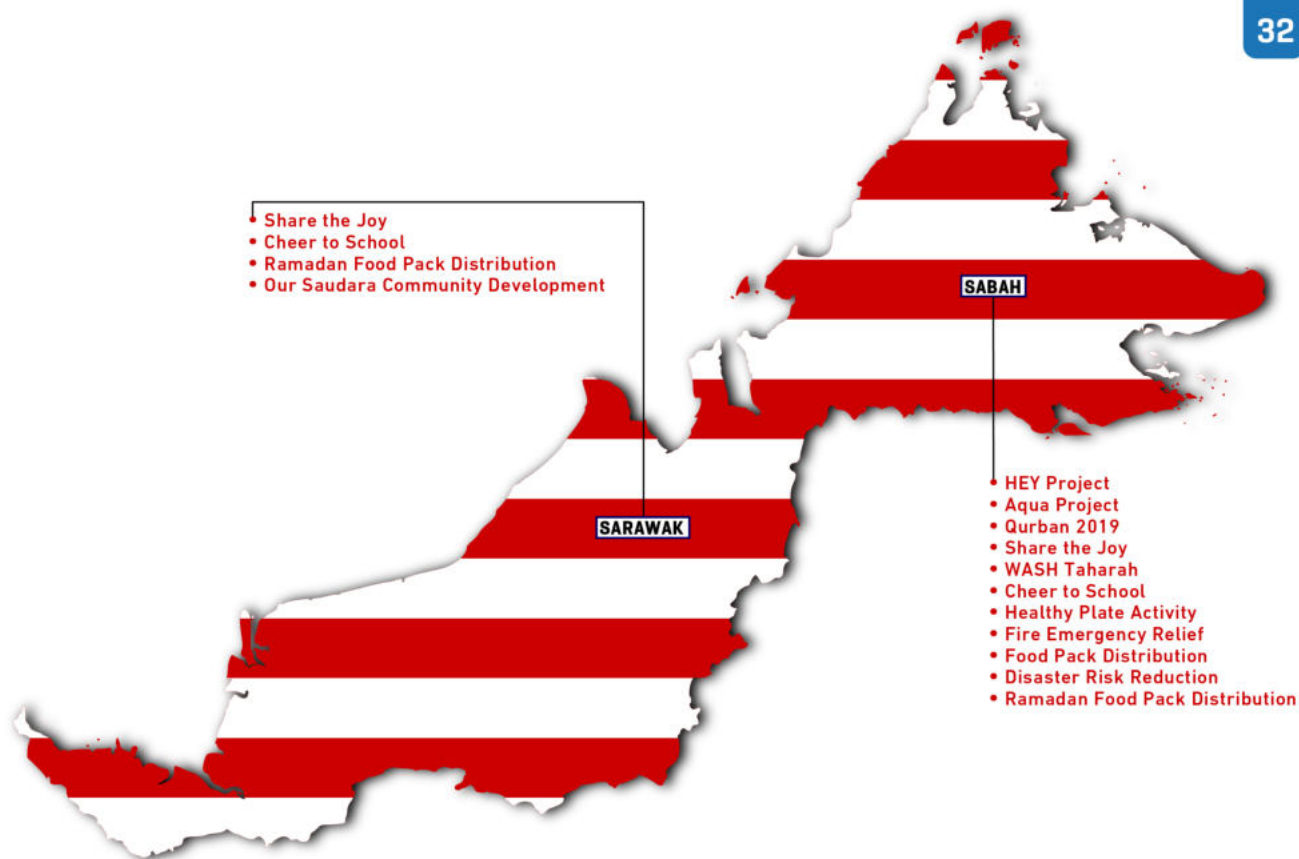 32
• Share the Joy
• Cheer to School
• Ramadan Food Pack Distribution
• Our Saudara Community Development
SABAH
SARAWAK
• HEY Project
• Aqua Project
• Qurban 2019
• Share the Joy
• WASH Taharah
• Cheer to School
• Healthy Plate Activity
• Fire Emergency Relief
• Food Pack Distribution
• Disaster Risk Reduction
• Ramadan Food Pack Distribution